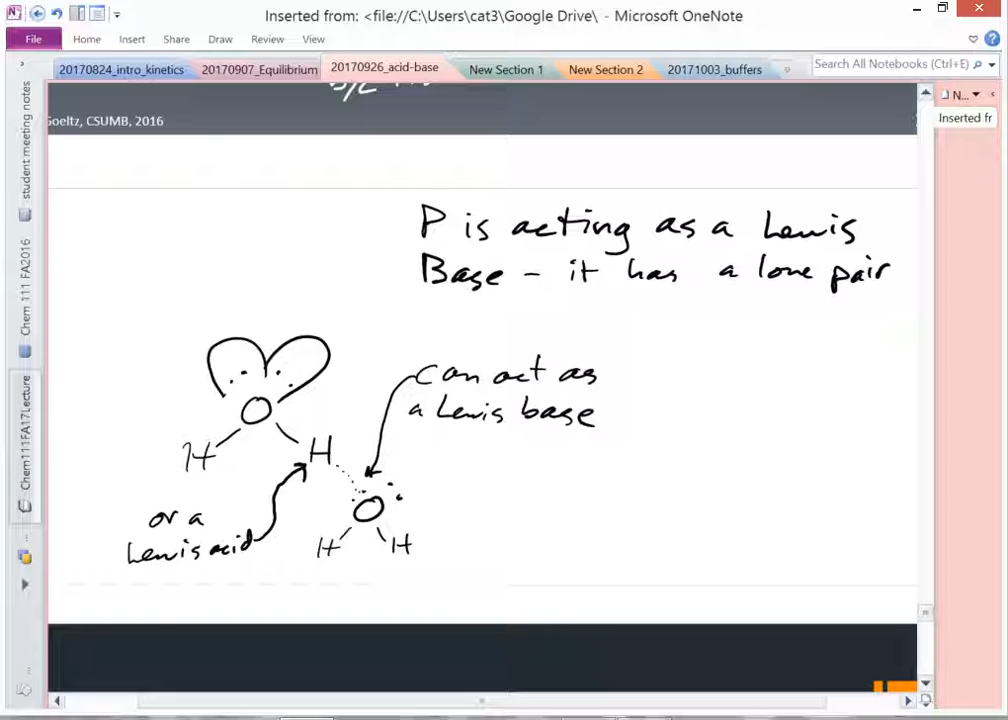 Inserted from: <file://C:\Users\cat3\Google Drive\ - Microsoft OneNote
File Home Insert Share Draw Review View
20170824_intro_kinetics 20170907_Equilibrium 20170926_acid-base New Section 1 New Section 2 20171003_buffers Search All Notebooks (Ctrl+E)
N...
Inserted fr
student meeting notes
Chem 111 FA2016
Chem111FA17Lecture
Goeltz, CSUMB, 2016
P is acting as a Lewis
Base - it has a lone pair
can act as
a Lewis base
O
H
H
or a
Lewis acid
O
H H